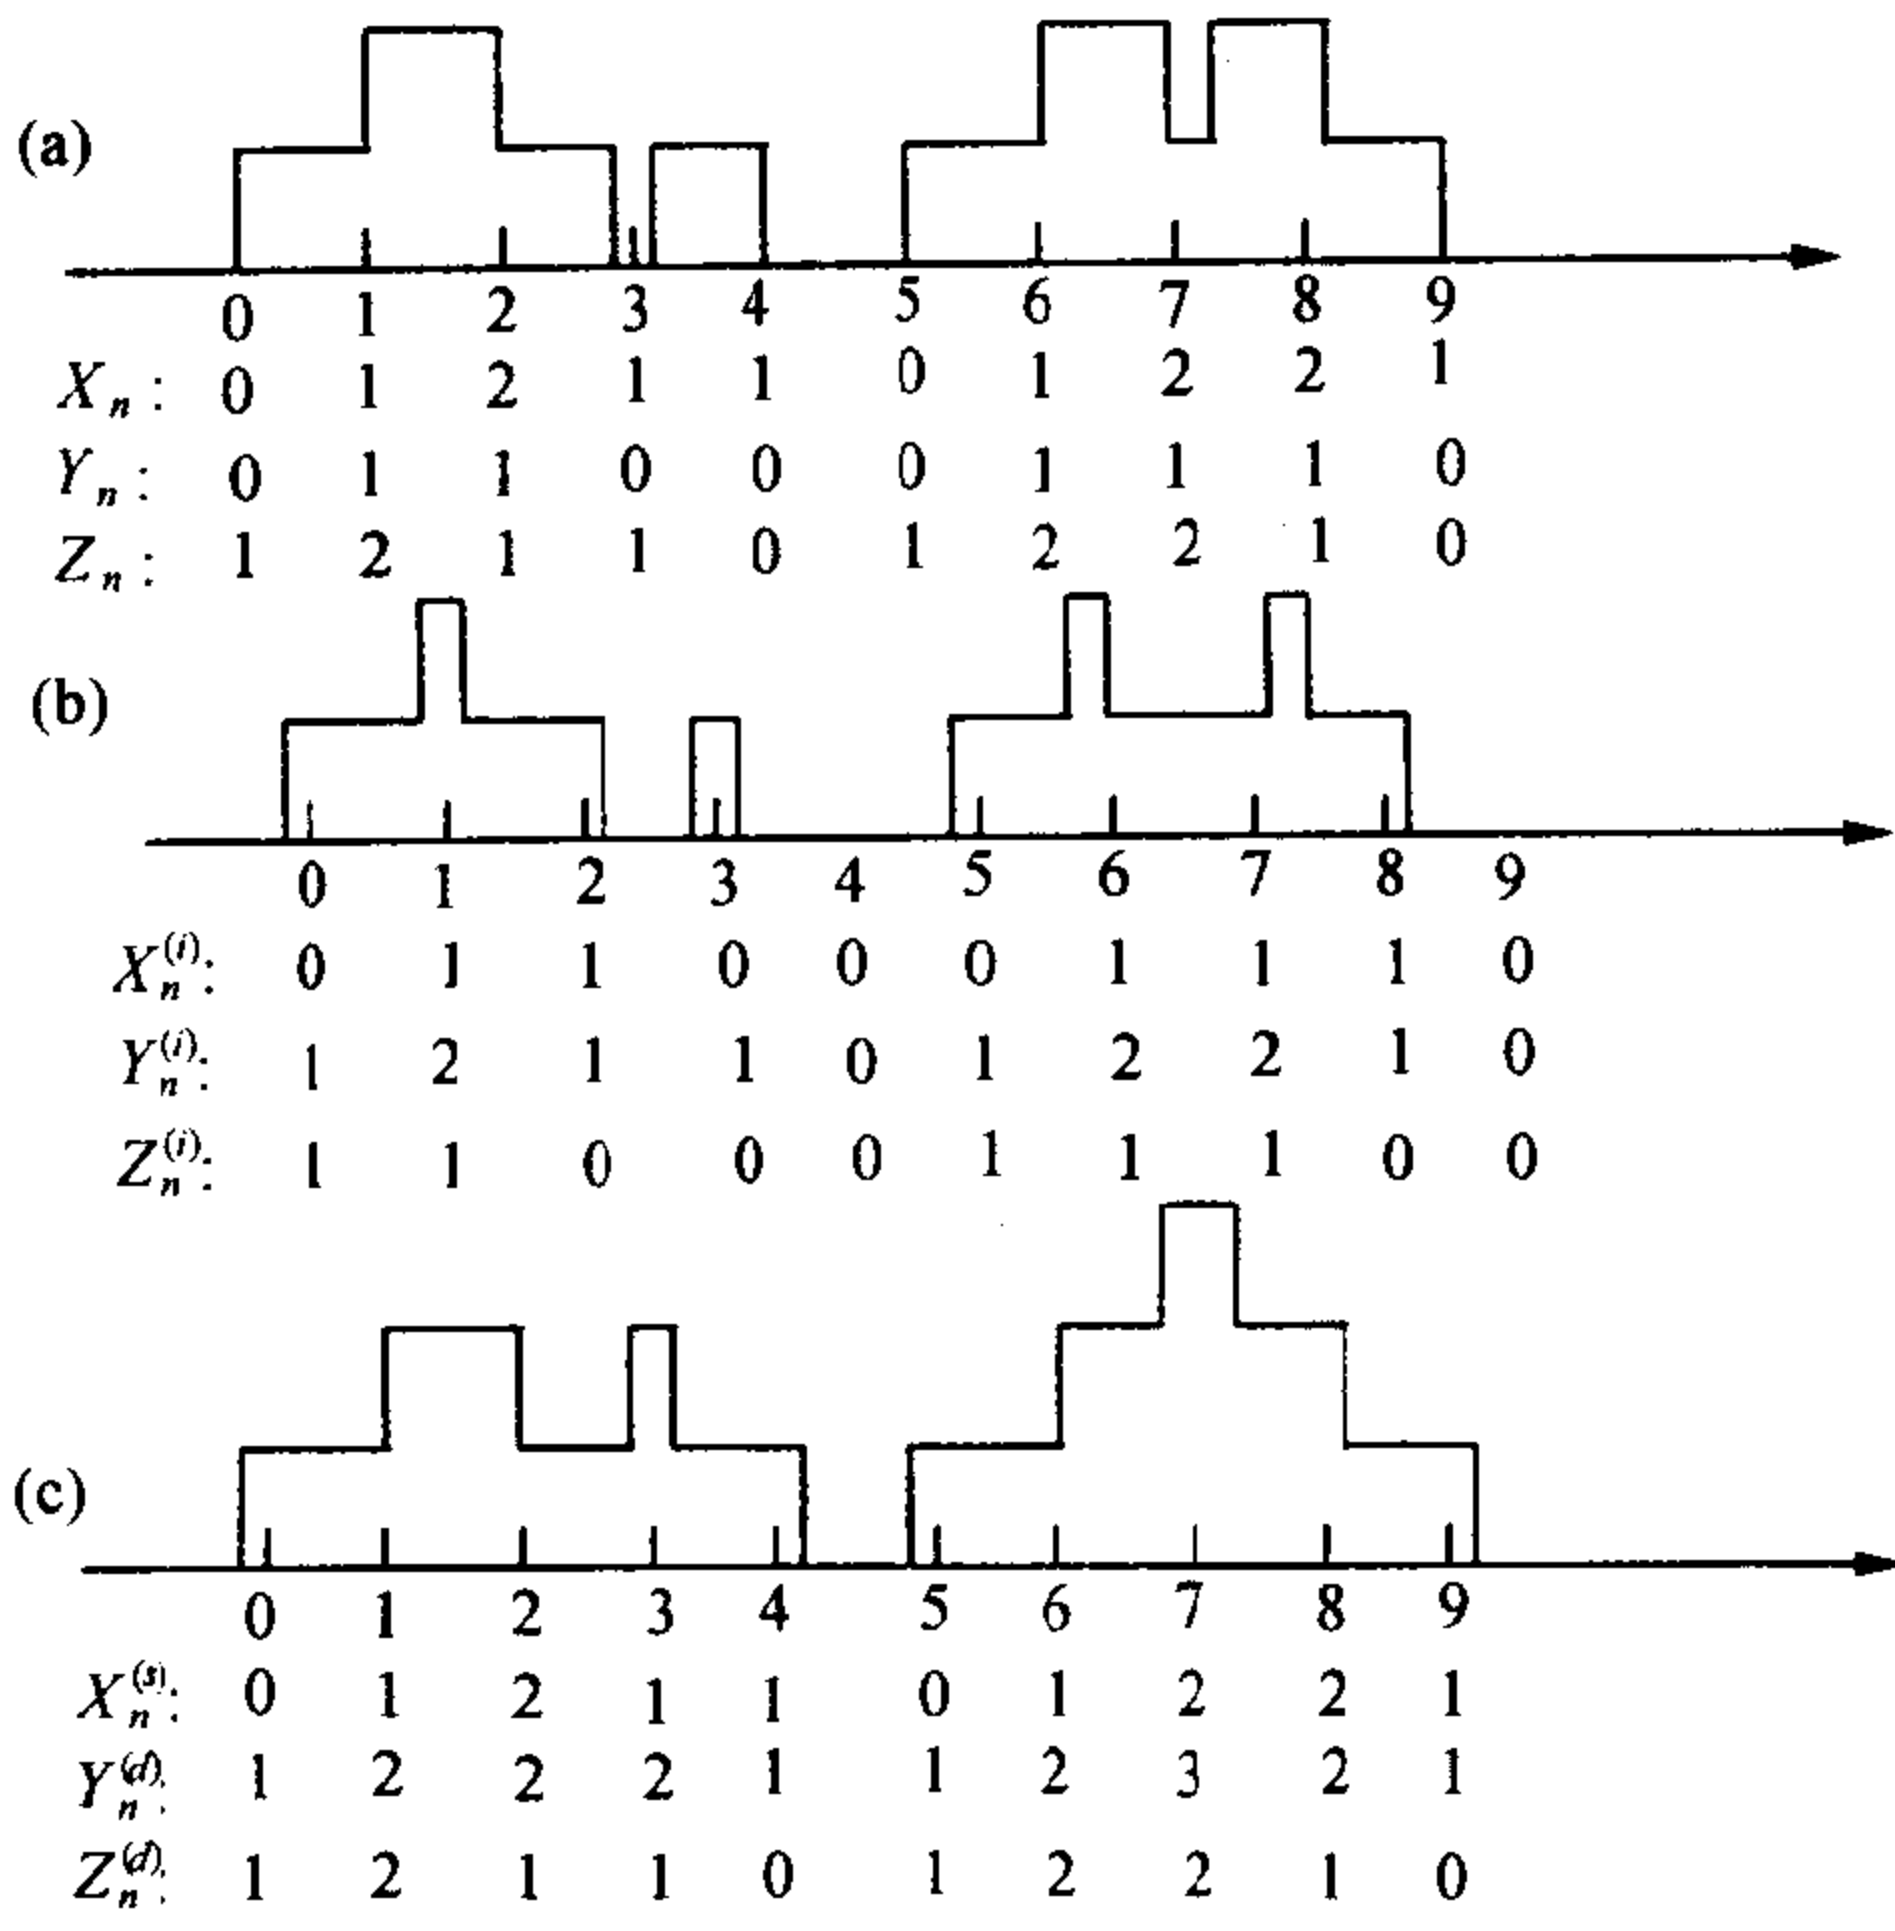 (a)
0 1 2 3 4 5 6 7 8 9
X_n : 0 1 2 1 1 0 1 2 2 1
Y_n : 0 1 1 0 0 0 1 1 1 0
Z_n : 1 2 1 1 0 1 2 2 1 0
(b)
0 1 2 3 4 5 6 7 8 9
X_n^(i): 0 1 1 0 0 0 1 1 1 0
Y_n^(i): 1 2 1 1 0 1 2 2 1 0
Z_n^(i): 1 1 0 0 0 1 1 1 0 0
(c)
0 1 2 3 4 5 6 7 8 9
X_n^(s): 0 1 2 1 1 0 1 2 2 1
Y_n^(d): 1 2 2 2 1 1 2 3 2 1
Z_n^(d): 1 2 1 1 0 1 2 2 1 0